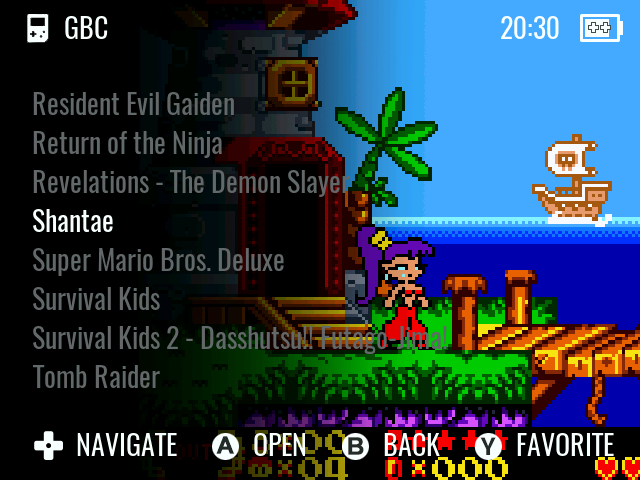 GBC 20:30
Resident Evil Gaiden
Return of the Ninja
Revelations - The Demon Slayer
Shantae
Super Mario Bros. Deluxe
Survival Kids
Survival Kids 2 - Dasshutsu!! Futago-Jima!
Tomb Raider
NAVIGATE A OPEN B BACK Y FAVORITE